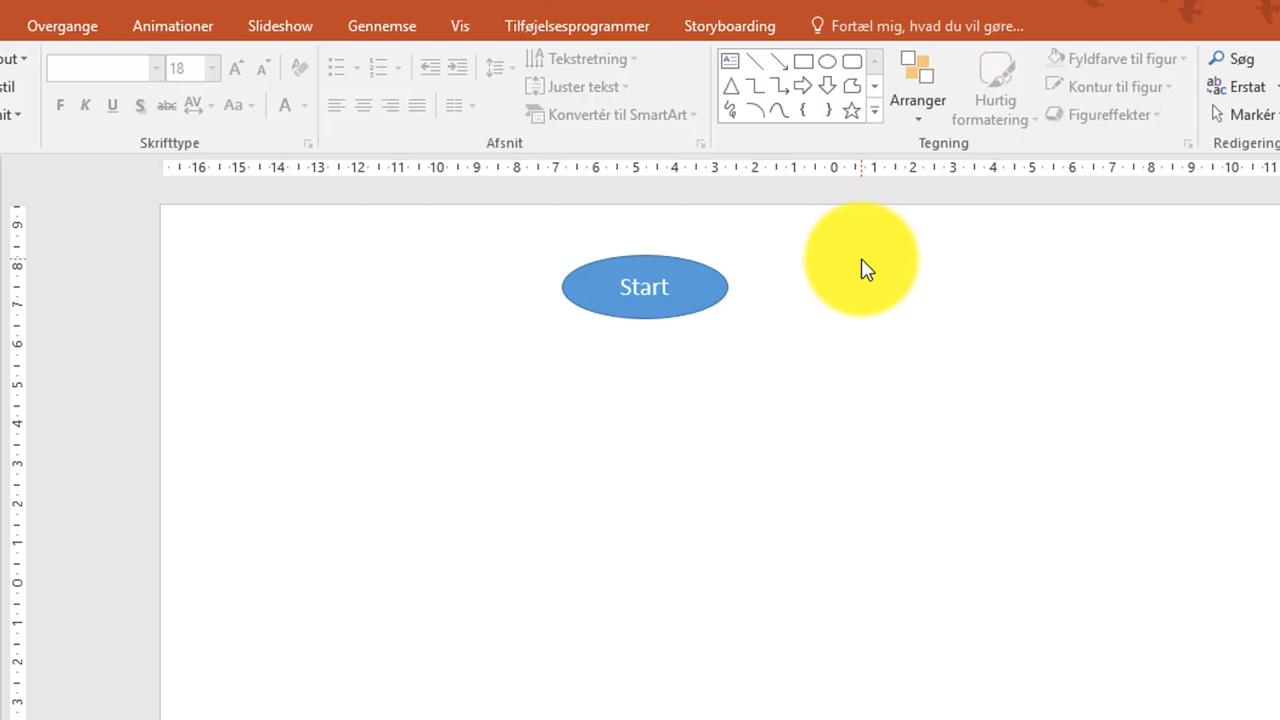 Overgange Animationer Slideshow Gennemse Vis Tilføjelsesprogrammer Storyboarding Fortæl mig, hvad du vil gøre...
18 Tekstretning Fyldfarve til figur Søg
F K U S abc AV Aa A Juster tekst Arranger Hurtig formatering Kontur til figur Erstat
Konvertér til SmartArt Figureffekter Markér
Skrifttype Afsnit Tegning Redigering
16 15 14 13 12 11 10 9 8 7 6 5 4 3 2 1 0 1 2 3 4 5 6 7 8 9 10 11
9
8
7
6
5
4
3
2
1
0
1
2
3
Start